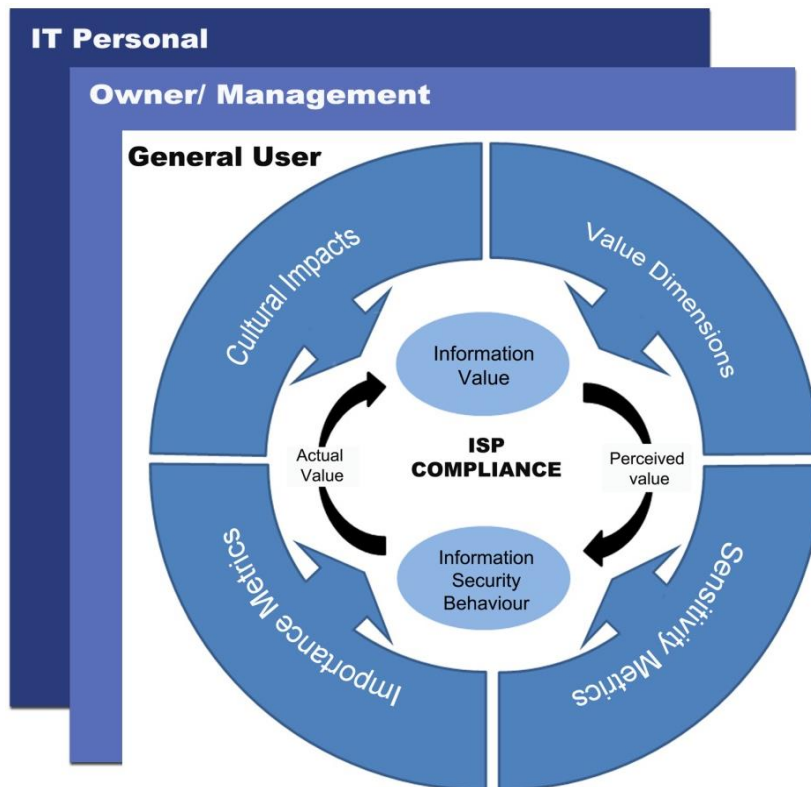 IT Personal
Owner/ Management
General User
Cultural Impacts
Value Dimensions
Information
Value
Actual
Value
ISP
COMPLIANCE
Perceived
value
Information
Security
Behaviour
Importance Metrics
Sensitivity Metrics